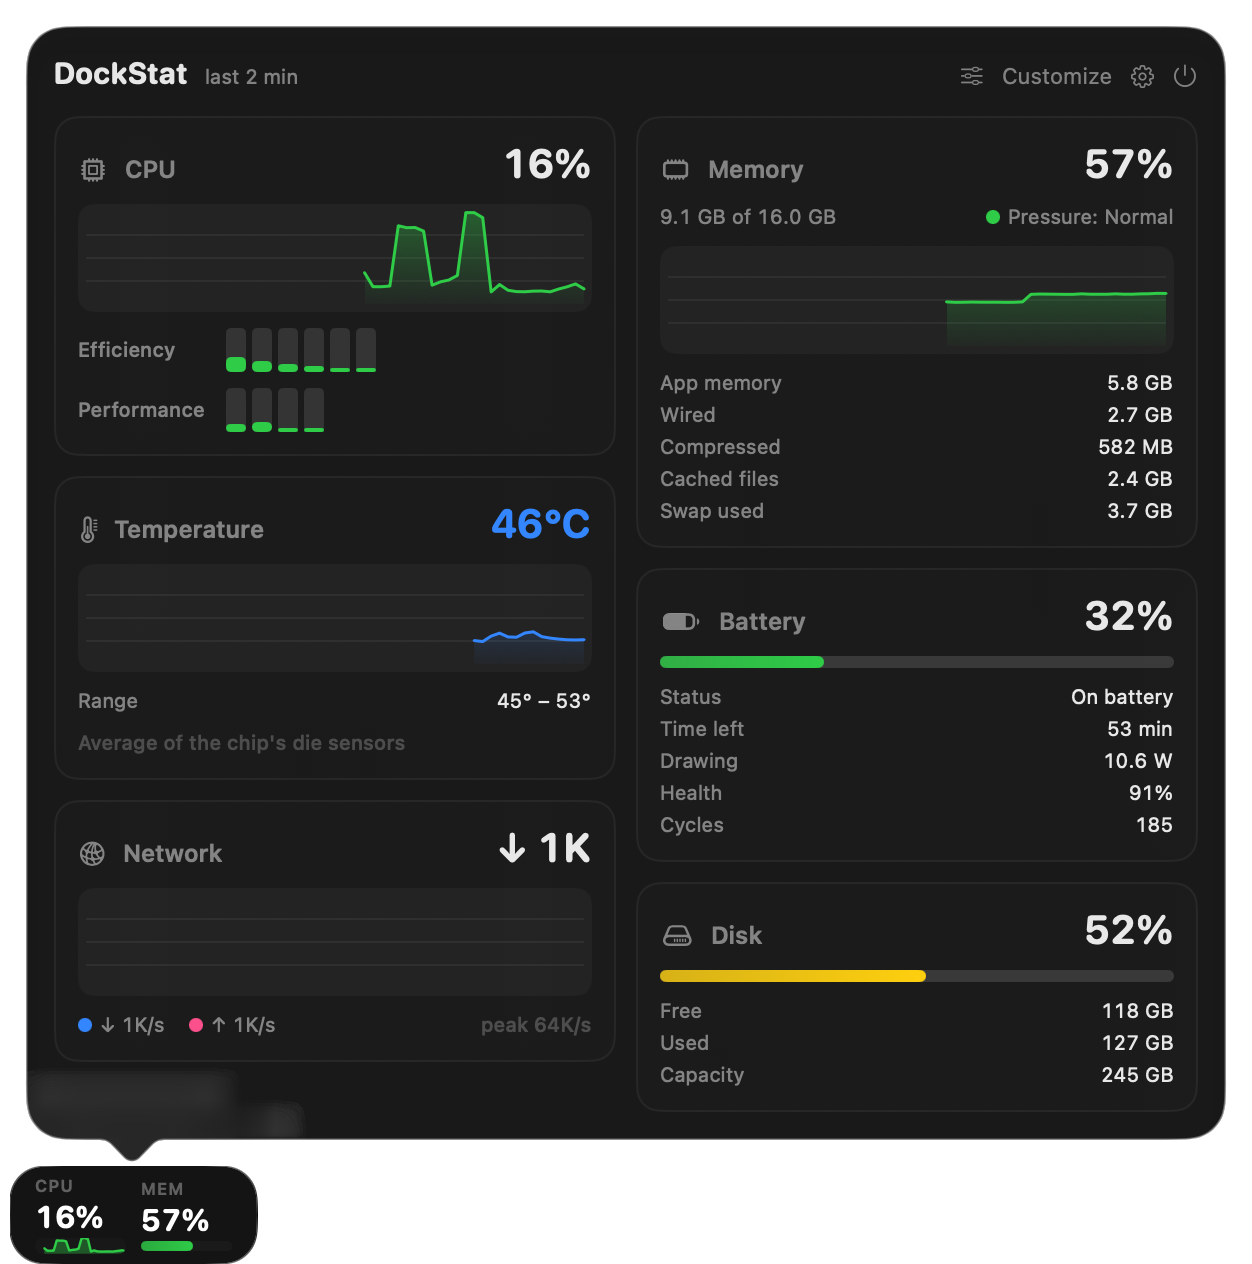 DockStat last 2 min
Customize
CPU 16%
Efficiency
Performance
Temperature 46°C
Range 45° – 53°
Average of the chip's die sensors
Network ↓ 1K
↓ 1K/s ↑ 1K/s peak 64K/s
Memory 57%
9.1 GB of 16.0 GB Pressure: Normal
App memory 5.8 GB
Wired 2.7 GB
Compressed 582 MB
Cached files 2.4 GB
Swap used 3.7 GB
Battery 32%
Status On battery
Time left 53 min
Drawing 10.6 W
Health 91%
Cycles 185
Disk 52%
Free 118 GB
Used 127 GB
Capacity 245 GB
CPU MEM
16% 57%